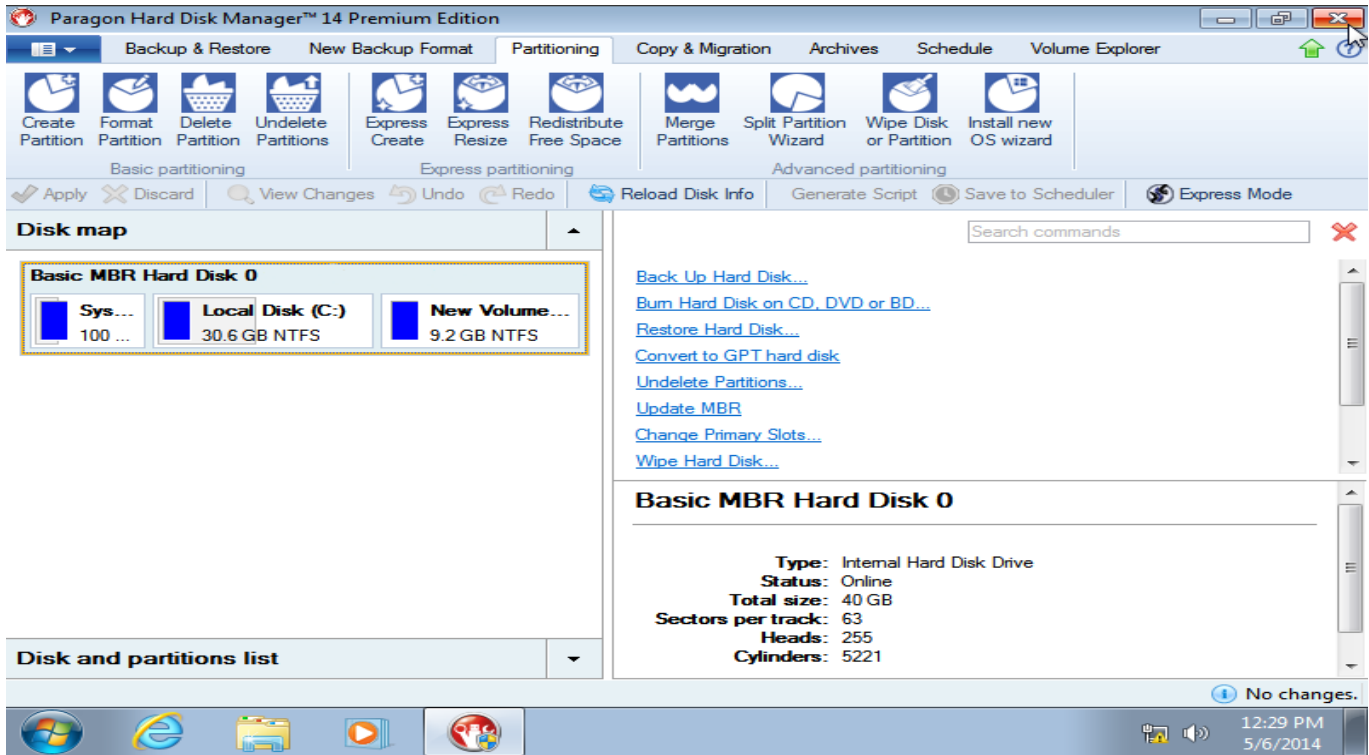 Paragon Hard Disk Manager™ 14 Premium Edition
Backup & Restore New Backup Format Partitioning Copy & Migration Archives Schedule Volume Explorer
Create Partition
Format Partition
Delete Partition
Undelete Partitions
Express Create
Express Resize
Redistribute Free Space
Merge Partitions
Split Partition Wizard
Wipe Disk or Partition
Install new OS wizard
Basic partitioning Express partitioning Advanced partitioning
Apply Discard View Changes Undo Redo Reload Disk Info Generate Script Save to Scheduler Express Mode
Disk map
Basic MBR Hard Disk 0
Sys...
100 ...
Local Disk (C:)
30.6 GB NTFS
New Volume...
9.2 GB NTFS
Disk and partitions list
Search commands
Back Up Hard Disk...
Burn Hard Disk on CD, DVD or BD...
Restore Hard Disk...
Convert to GPT hard disk
Undelete Partitions...
Update MBR
Change Primary Slots...
Wipe Hard Disk...
Basic MBR Hard Disk 0
Type: Internal Hard Disk Drive
Status: Online
Total size: 40 GB
Sectors per track: 63
Heads: 255
Cylinders: 5221
No changes.
12:29 PM
5/6/2014